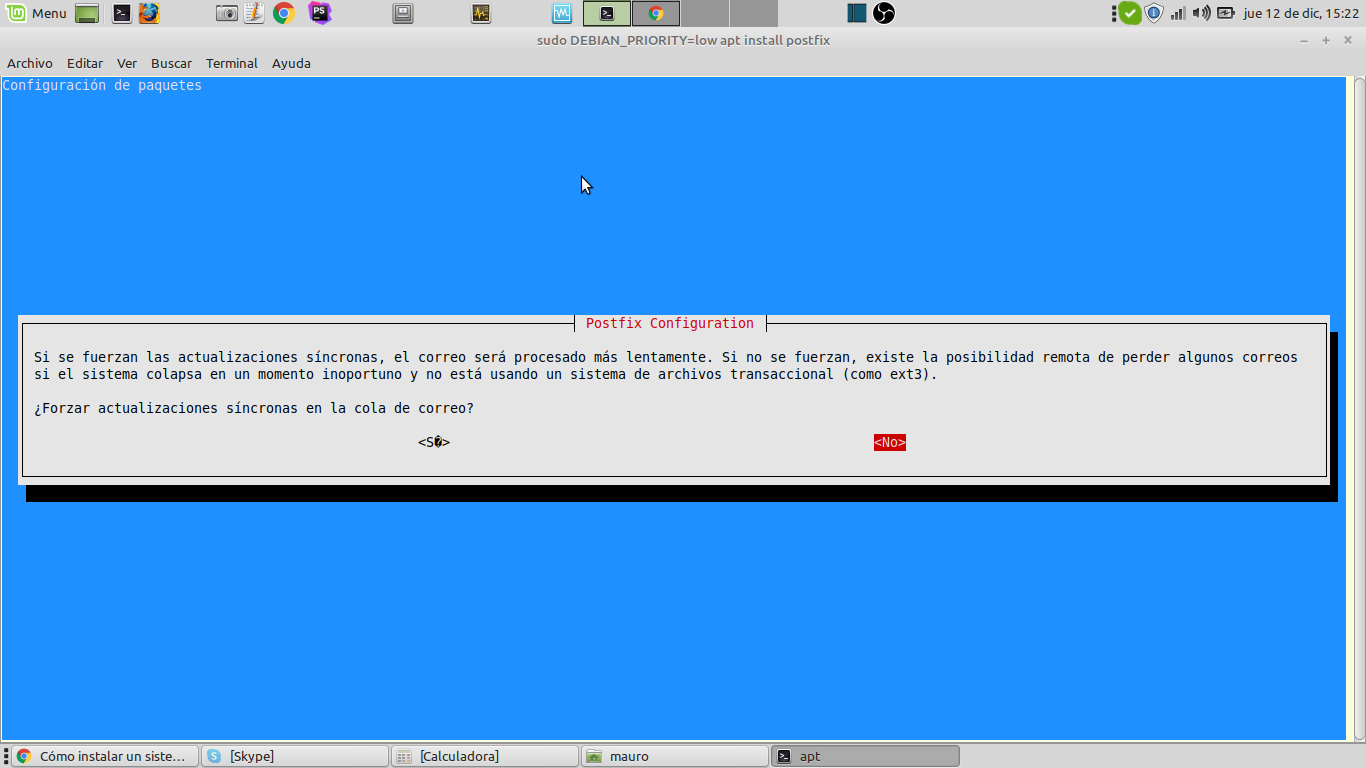 Menu
PS
jue 12 de dic, 15:22
sudo DEBIAN_PRIORITY=low apt install postfix
Archivo Editar Ver Buscar Terminal Ayuda
Configuración de paquetes
Postfix Configuration
Si se fuerzan las actualizaciones síncronas, el correo será procesado más lentamente. Si no se fuerzan, existe la posibilidad remota de perder algunos correos
si el sistema colapsa en un momento inoportuno y no está usando un sistema de archivos transaccional (como ext3).
¿Forzar actualizaciones síncronas en la cola de correo?
<S�> <No>
Cómo instalar un siste... [Skype] [Calculadora] mauro apt